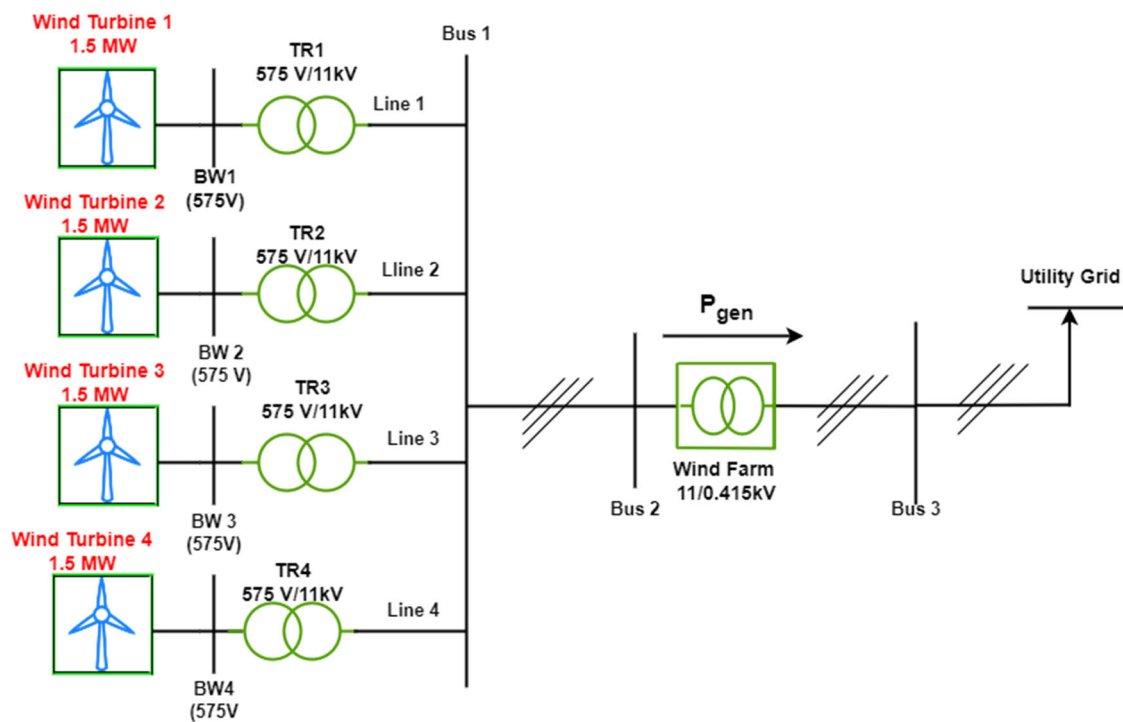 Wind Turbine 1
1.5 MW
TR1
575 V/11kV
Line 1
Bus 1
BW1
(575V)
Wind Turbine 2
1.5 MW
TR2
575 V/11kV
Lline 2
BW 2
(575 V)
Wind Turbine 3
1.5 MW
TR3
575 V/11kV
Line 3
BW 3
(575V)
Wind Turbine 4
1.5 MW
TR4
575 V/11kV
Line 4
BW4
(575V
Pgen
Wind Farm
11/0.415kV
Bus 2
Bus 3
Utility Grid